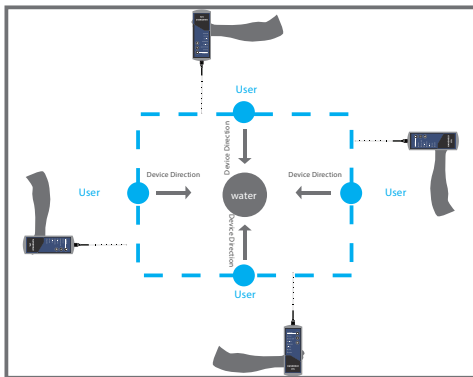 User
Device Direction
Device Direction
Device Direction
User
water
User
Device Direction
User